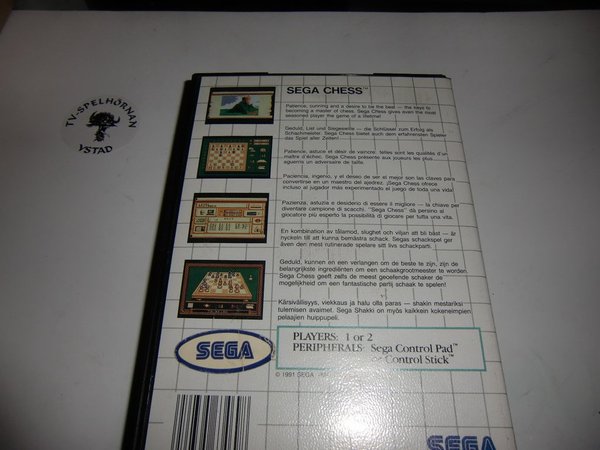 TV-SPELHÖRNAN
YSTAD
SEGA CHESS™
Patience, cunning and a desire to be the best — the keys to
becoming a master of chess. Sega Chess gives even the most
seasoned player the game of a lifetime!
Geduld, List und Siegeswille — die Schlüssel zum Erfolg als
Schachmeister. Sega Chess bietet auch dem erfahrensten Spieler
das Spiel aller Zeiten!
Patience, astuce et désir de vaincre: telles sont les qualités d'un
maître d'échec. Sega Chess présente aux joueurs les plus
aguerris un adversaire de taille.
Paciencia, ingenio, y el deseo de ser el mejor son las claves para
convertirse en un maestro del ajedrez. ¡Sega Chess ofrece
incluso al jugador más experimentado el juego de toda una vida!
Pazienza, astuzia e desiderio di essere il migliore — la chiave per
diventare campione di scacchi. "Sega Chess" dà persino al
giocatore più esperto la possibilità di giocare per tutta una vita.
En kombination av tålamod, slughet och viljan att bli bäst — är
nyckeln till att kunna bemästra schack. Segas schackspel ger
även den mest rutinerade spelare sitt livs schackparti.
Geduld, kunnen en een verlangen om de beste te zijn, zijn de
belangrijkste ingrediënten om een schaakgrootmeester te worden.
Sega Chess geeft zelfs de meest geoefende schaker de
mogelijkheid om een fantastische partij schaak te spelen!
Kärsivällisyys, viekkaus ja halu olla paras — shakin mestariksi
tulemisen avaimet. Sega Shakki on myös kaikkein kokeneimpien
pelaajien huippupeli.
SEGA
PLAYERS: 1 or 2
PERIPHERALS: Sega Control Pad™
Control Stick™
© 1991 SEGA
SEGA